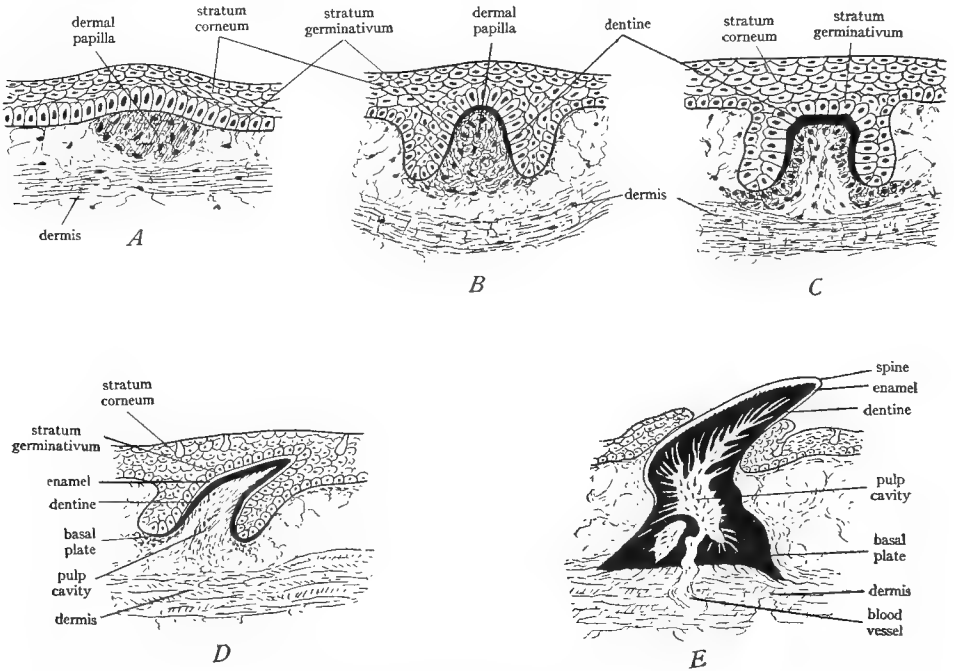 dermal
papilla
stratum
corneum
stratum
germinativum
dermal
papilla
dentine
stratum
corneum
stratum
germinativum
dermis
dermis
A
B
C
stratum
corneum
stratum
germinativum
enamel
dentine
basal
plate
pulp
cavity
dermis
D
spine
enamel
dentine
pulp
cavity
basal
plate
dermis
blood
vessel
E